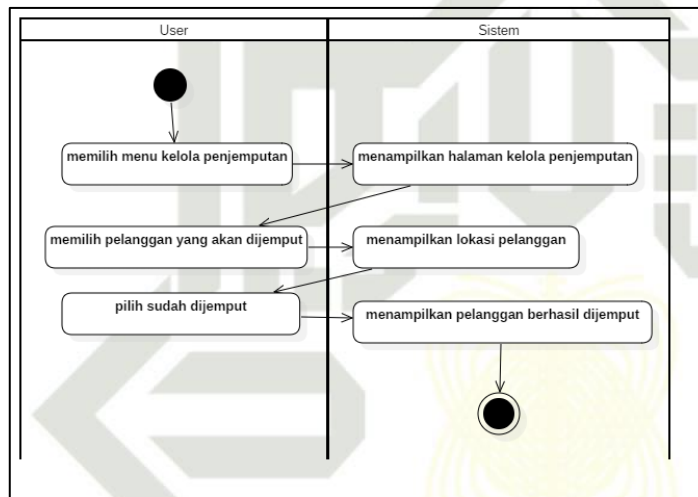 User
Sistem
memilih menu kelola penjemputan
menampilkan halaman kelola penjemputan
memilih pelanggan yang akan dijemput
menampilkan lokasi pelanggan
pilih sudah dijemput
menampilkan pelanggan berhasil dijemput